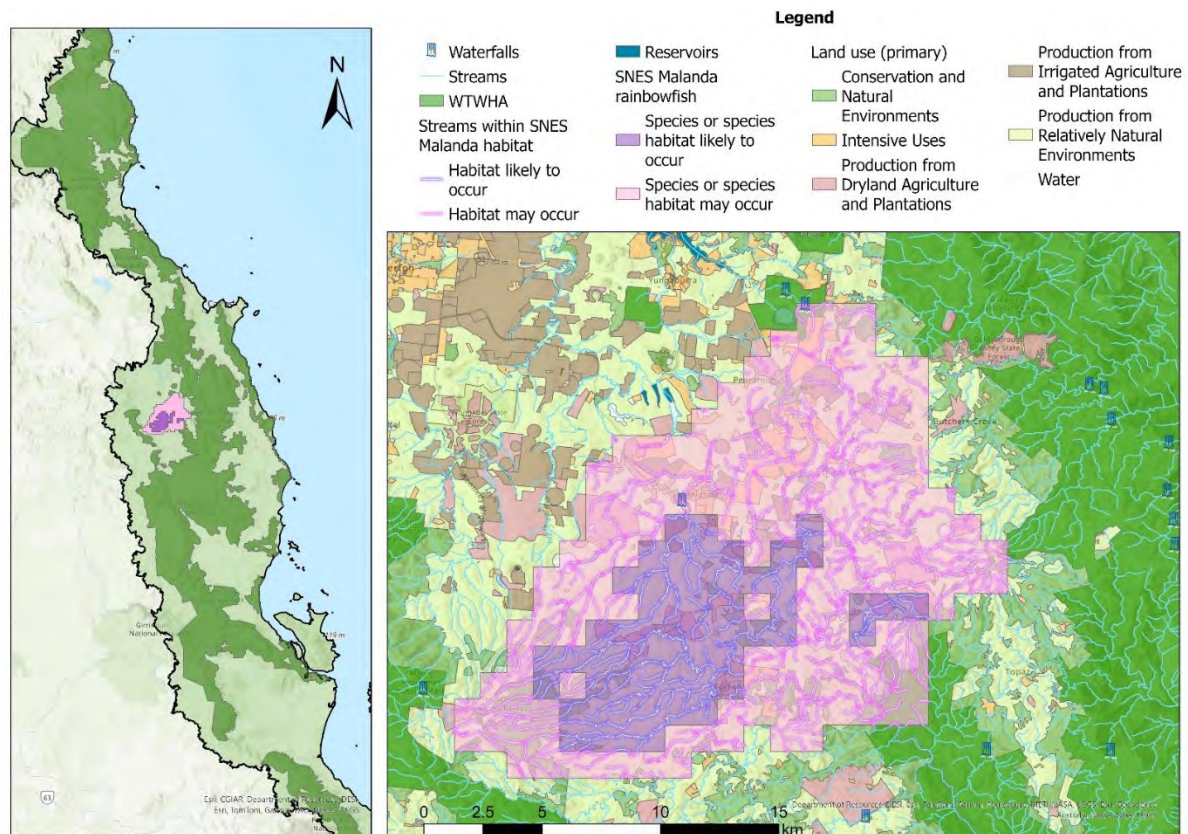 Legend
Waterfalls
Streams
WTWHA
Streams within SNES
Malanda habitat
Habitat likely to
occur
Habitat may occur
Reservoirs
SNES Malanda
rainbowfish
Species or species
habitat likely to
occur
Species or species
habitat may occur
Land use (primary)
Conservation and
Natural
Environments
Intensive Uses
Production from
Dryland Agriculture
and Plantations
Production from
Irrigated Agriculture
and Plantations
Production from
Relatively Natural
Environments
Water
N
m
63
Yungaburra
Butchers Creek
Topaz
0 5 10 15
km